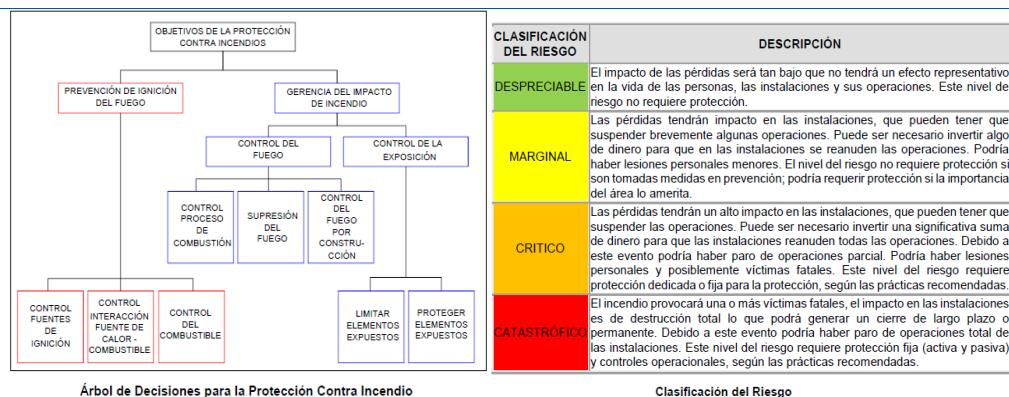 OBJETIVOS DE LA PROTECCIÓN
CONTRA INCENDIOS
PREVENCIÓN DE IGNICIÓN
DEL FUEGO
GERENCIA DEL IMPACTO
DE INCENDIO
CONTROL DEL
FUEGO
CONTROL DE LA
EXPOSICIÓN
CONTROL
PROCESO
DE
COMBUSTIÓN
SUPRESIÓN
DEL
FUEGO
CONTROL
DEL
FUEGO
POR
CONSTRU-
CCIÓN
CONTROL
FUENTES
DE
IGNICIÓN
CONTROL
INTERACCIÓN
FUENTE DE
CALOR -
COMBUSTIBLE
CONTROL
DEL
COMBUSTIBLE
LIMITAR
ELEMENTOS
EXPUESTOS
PROTEGER
ELEMENTOS
EXPUESTOS
Árbol de Decisiones para la Protección Contra Incendio
CLASIFICACIÓN
DEL RIESGO
DESCRIPCIÓN
DESPRECIABLE
El impacto de las pérdidas será tan bajo que no tendrá un efecto representativo
en la vida de las personas, las instalaciones y sus operaciones. Este nivel de
riesgo no requiere protección.
MARGINAL
Las pérdidas tendrán impacto en las instalaciones, que pueden tener que
suspender brevemente algunas operaciones. Puede ser necesario invertir algo
de dinero para que en las instalaciones se reanuden las operaciones. Podría
haber lesiones personales menores. El nivel del riesgo no requiere protección si
son tomadas medidas en prevención; podría requerir protección si la importancia
del área lo amerita.
CRITICO
Las pérdidas tendrán un alto impacto en las instalaciones, que pueden tener que
suspender las operaciones. Puede ser necesario invertir una significativa suma
de dinero para que las instalaciones reanuden todas las operaciones. Debido a
este evento podría haber paro de operaciones parcial. Podría haber lesiones
personales y posiblemente víctimas fatales. Este nivel del riesgo requiere
protección dedicada o fija para la protección, según las prácticas recomendadas.
CATASTRÓFICO
El incendio provocará una o más víctimas fatales, el impacto en las instalaciones
es de destrucción total lo que podrá generar un cierre de largo plazo o
permanente. Debido a este evento podría haber paro de operaciones total de
las instalaciones. Este nivel del riesgo requiere protección fija (activa y pasiva)
y controles operacionales, según las prácticas recomendadas.
Clasificación del Riesgo